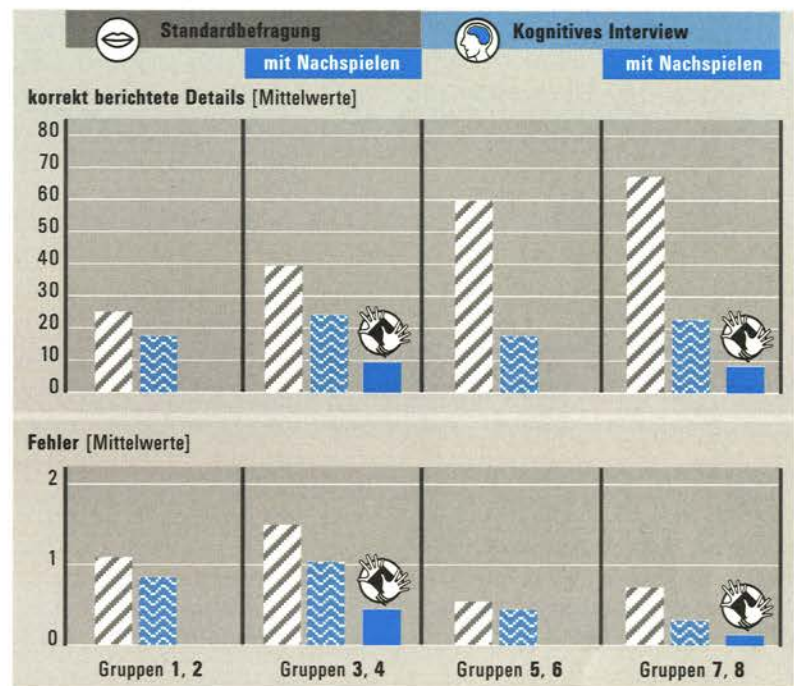 Standardbefragung
Kognitives Interview
mit Nachspielen
mit Nachspielen
korrekt berichtete Details [Mittelwerte]
80
70
60
50
40
30
20
10
0
Fehler [Mittelwerte]
2
1
0
Gruppen 1, 2
Gruppen 3, 4
Gruppen 5, 6
Gruppen 7, 8